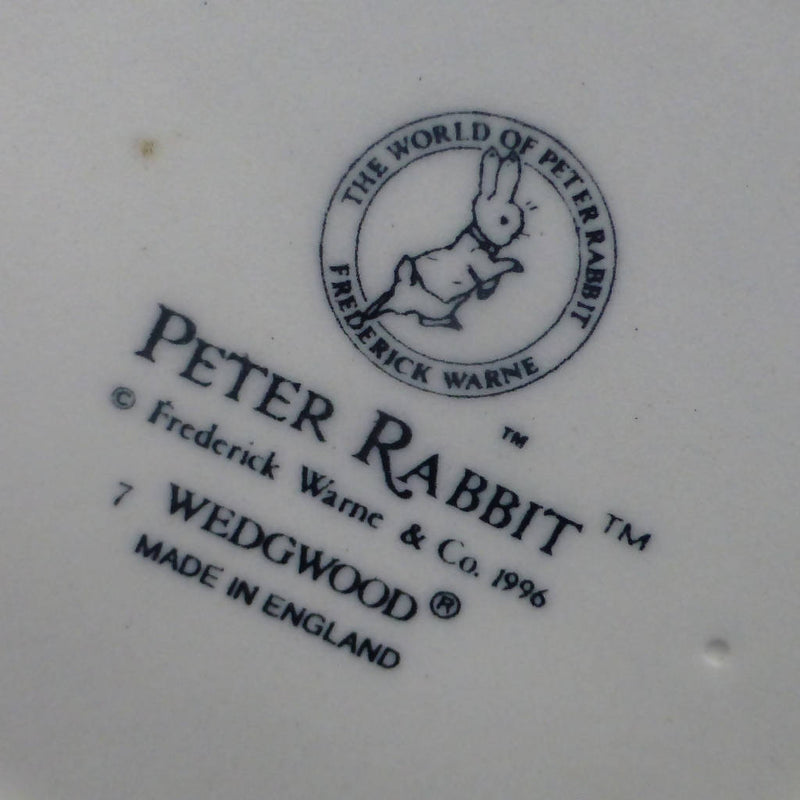 THE WORLD OF PETER RABBIT
FREDERICK WARNE
™
PETER RABBIT ™
© Frederick Warne & Co. 1996
7 WEDGWOOD ®
MADE IN ENGLAND